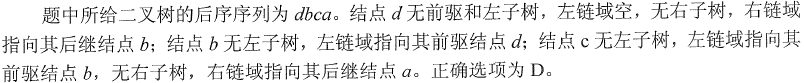 题中所给二叉树的后序序列为 dbca。结点 d 无前驱和左子树，左链域空，无右子树，右链域
指向其后继结点 b；结点 b 无左子树，左链域指向其前驱结点 d；结点 c 无左子树，左链域指向其
前驱结点 b，无右子树，右链域指向其后继结点 a。正确选项为 D。